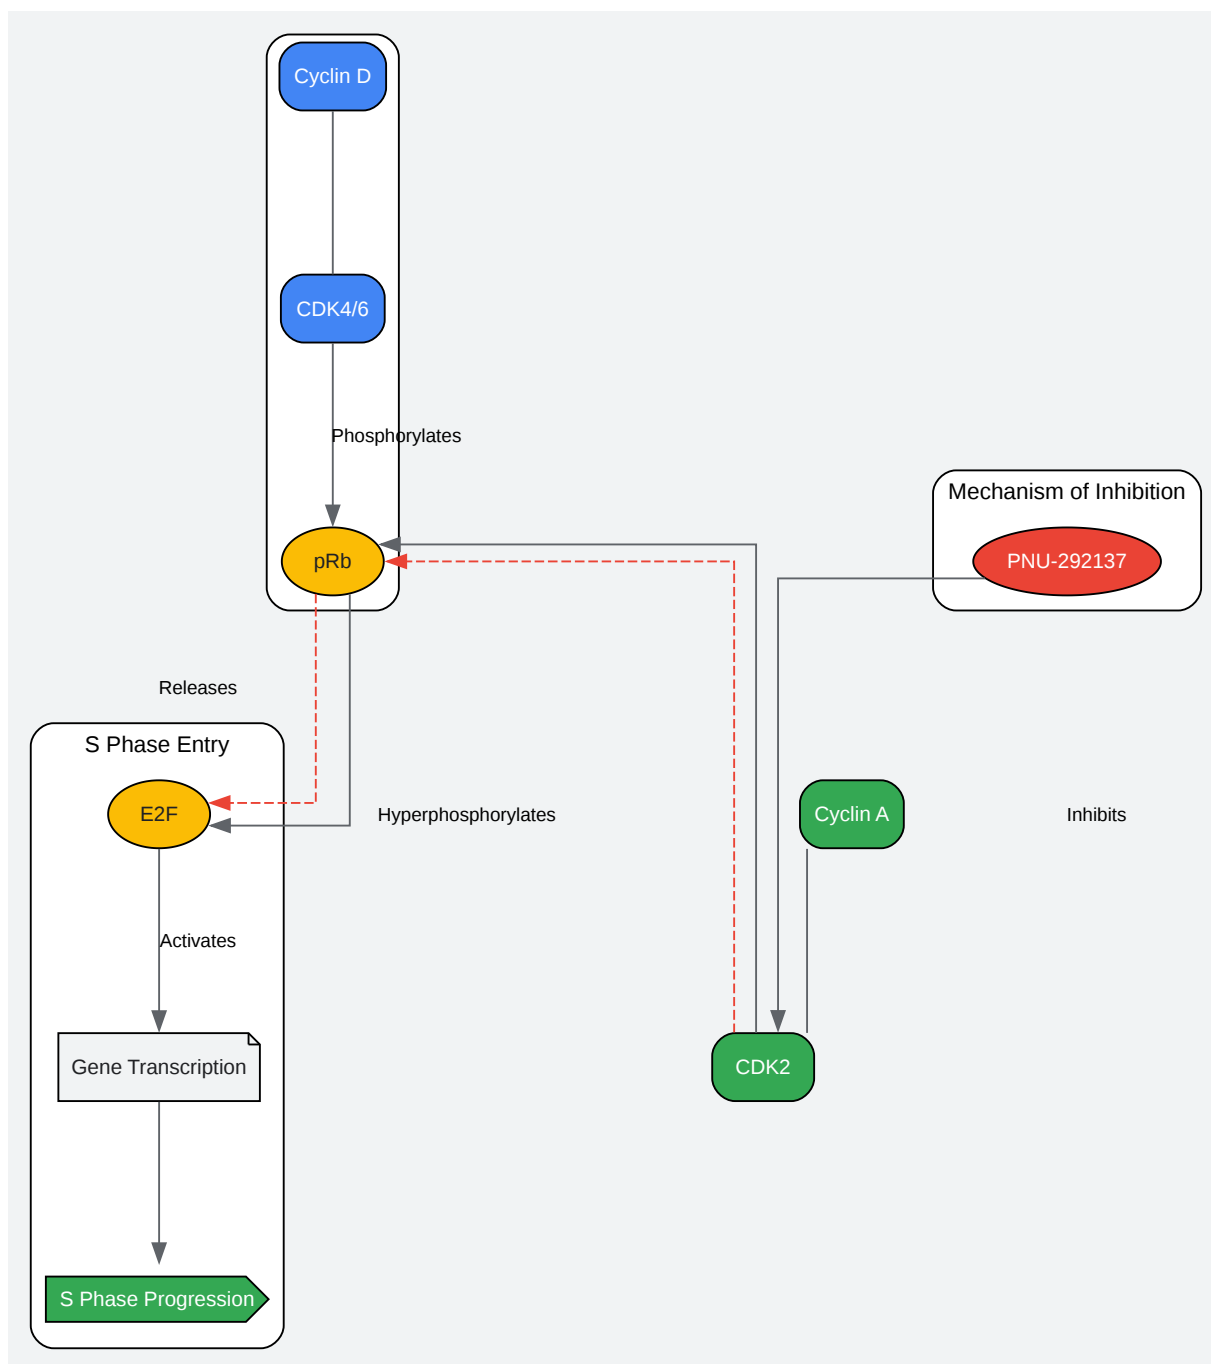 Cyclin D
CDK4/6
Phosphorylates
Mechanism of Inhibition
pRb
PNU-292137
Releases
S Phase Entry
E2F
Hyperphosphorylates
Cyclin A
Inhibits
Activates
Gene Transcription
CDK2
S Phase Progression